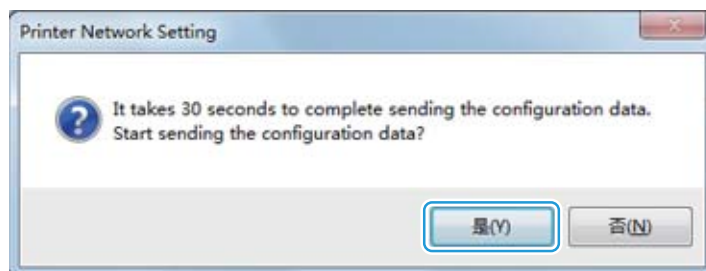 Printer Network Setting
It takes 30 seconds to complete sending the configuration data.
Start sending the configuration data?
是(Y)
否(N)